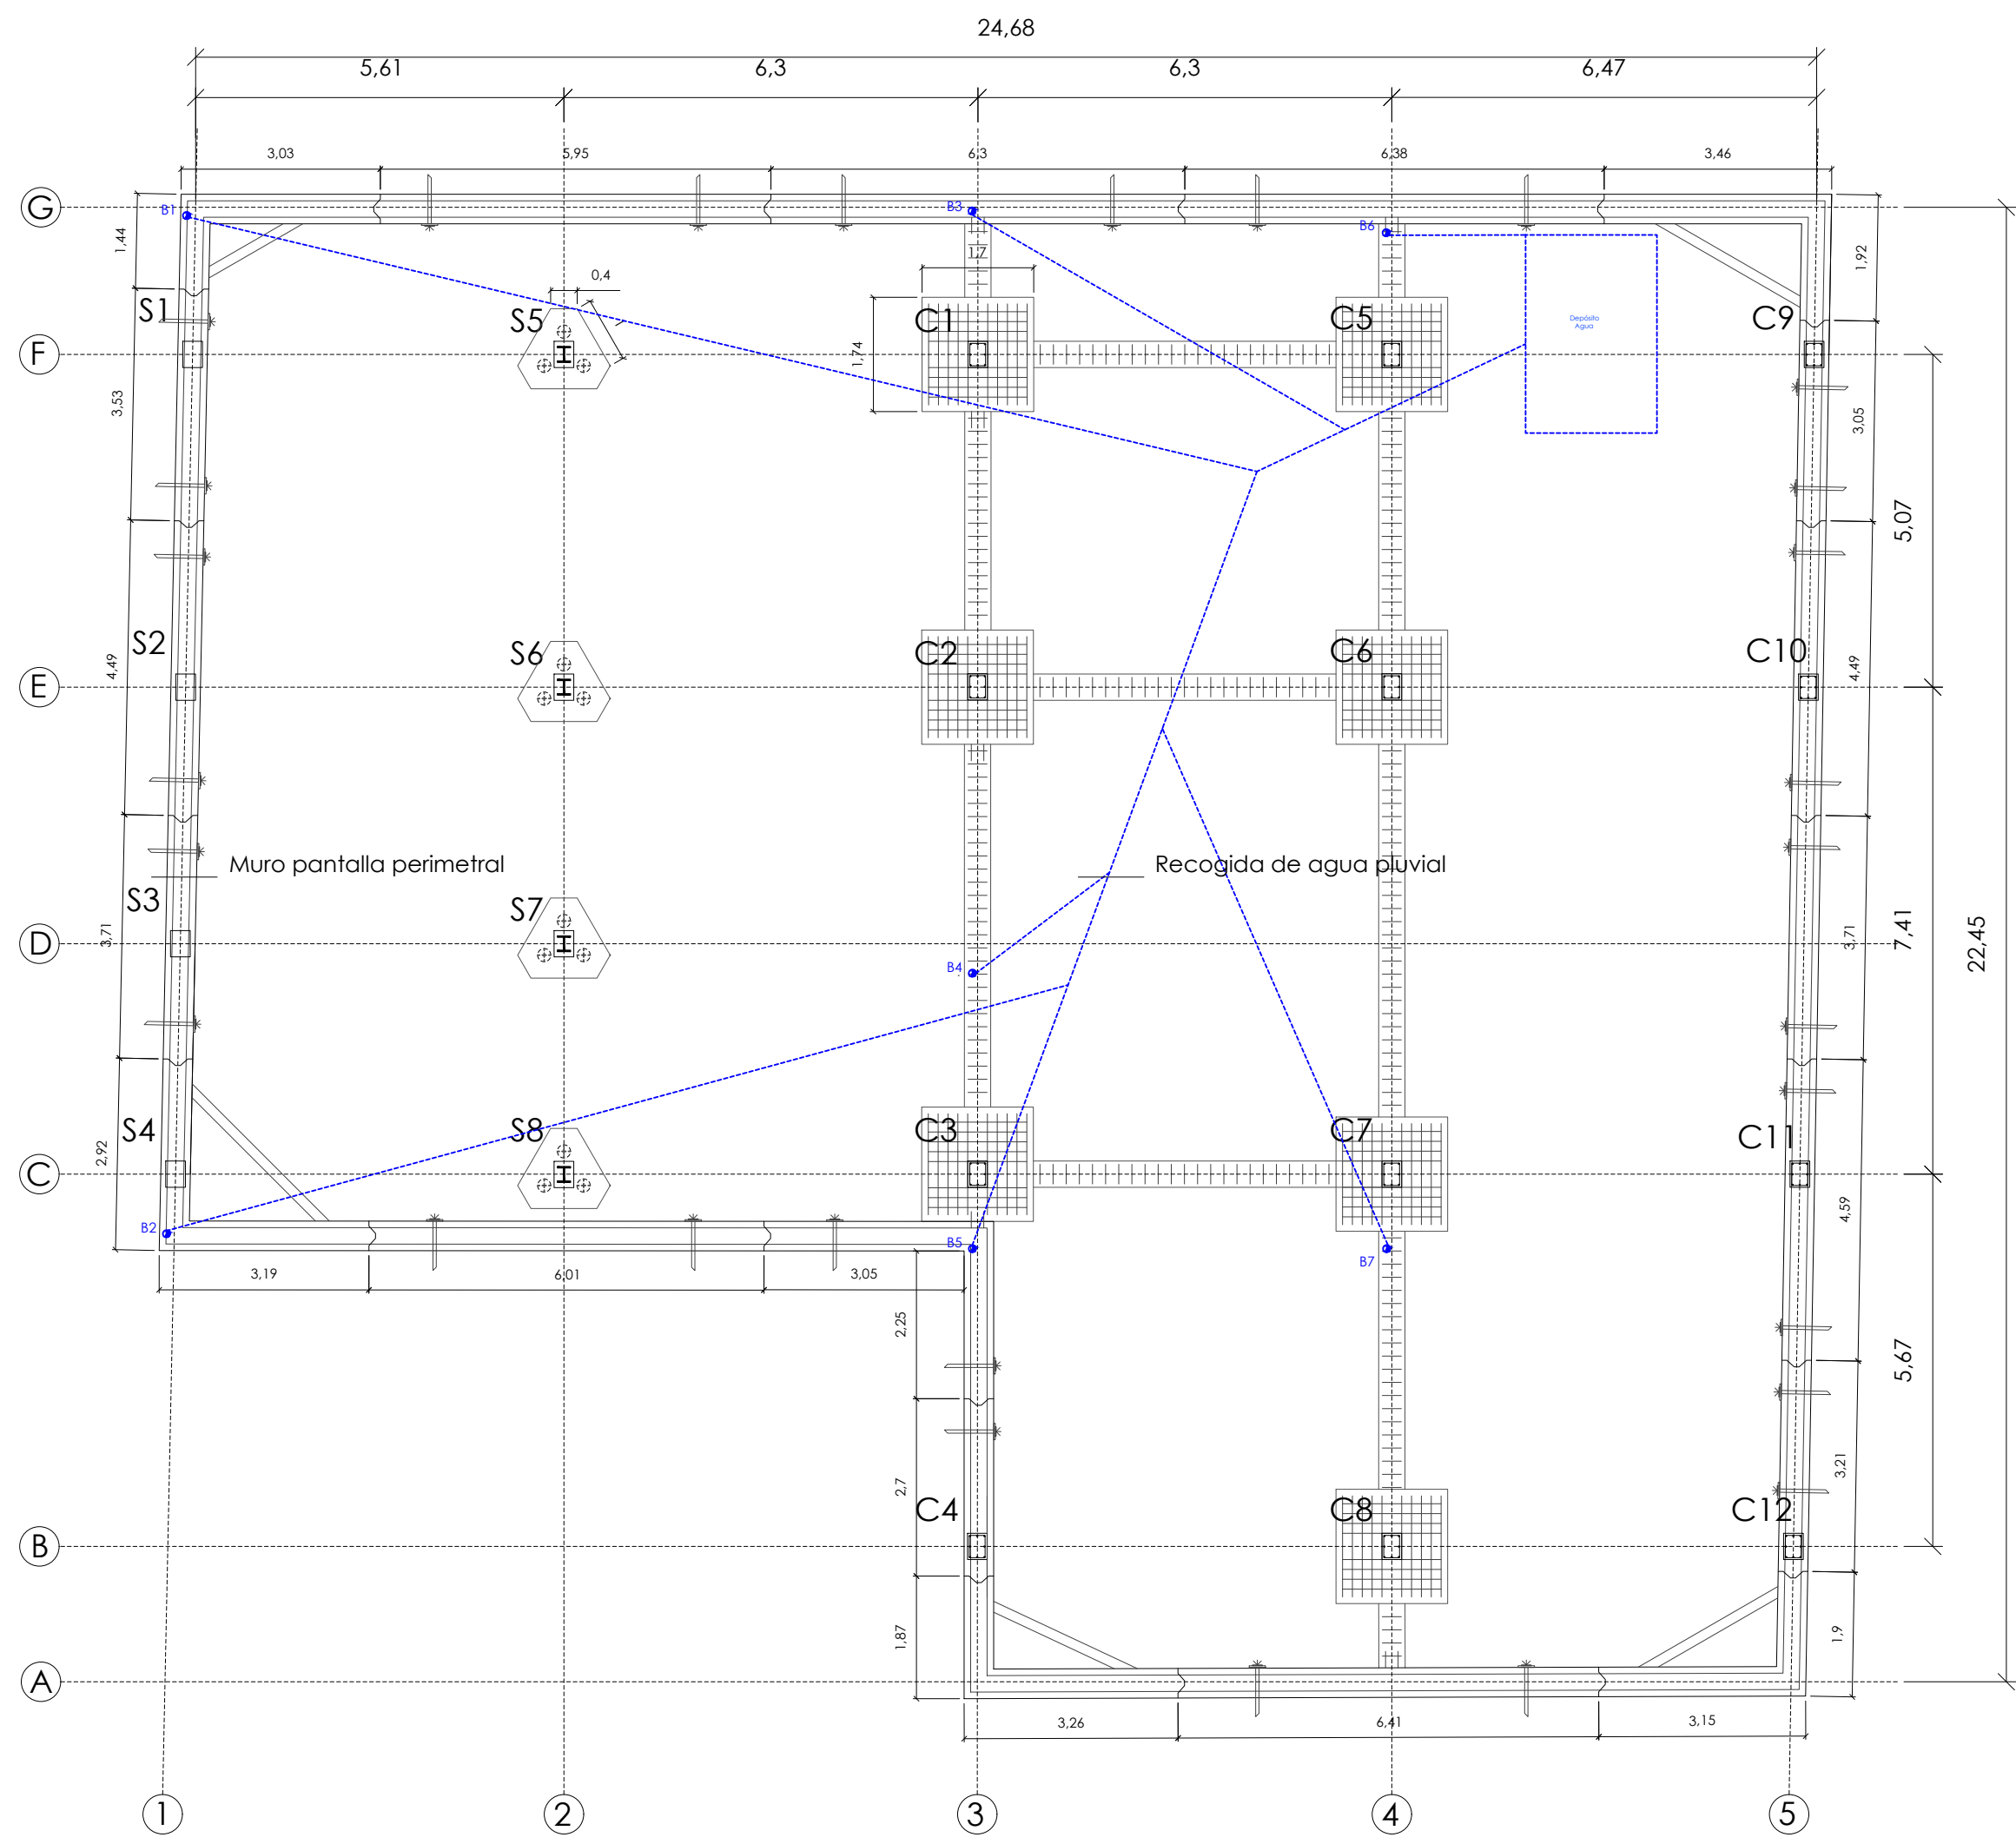 24,68
5,61 6,3 6,3 6,47
3,03 5,95 6,3 6,38 3,46
G
B1 B3 B6
1,44 1,92
1,7
0,4
S1 S5 C1 C5 Depósito C9
Agua
F
1,74
3,53 3,05
5,07
S2 S6 C2 C6 C10
4,49 4,49
E
Muro pantalla perimetral Recogida de agua pluvial
S3 S7
3,71 3,71 7,41 22,45
D
B4
S4 S8 C3 C7 C11
2,92
C
4,59
B2 B5 B7
3,19 6,01 3,05
2,25
5,67
2,7 3,21
C4 C8 C12
B
1,87 1,9
A
3,26 6,41 3,15
1 2 3 4 5